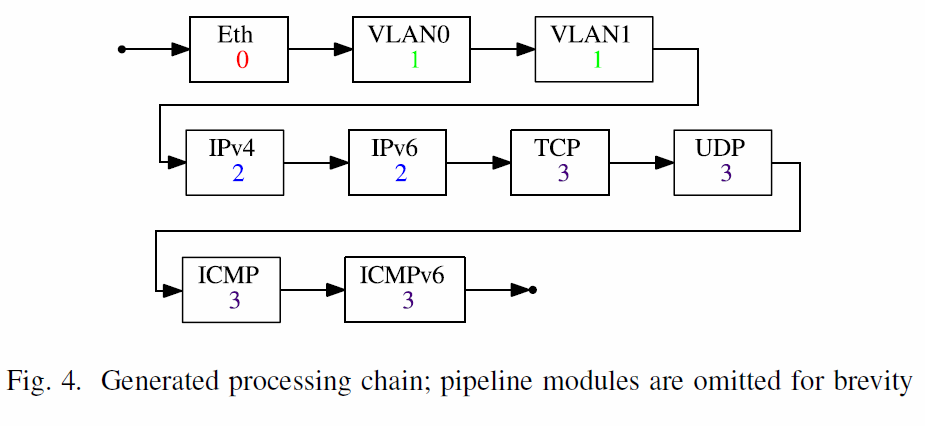 Eth VLAN0 VLAN1
0 1 1
IPv4 IPv6 TCP UDP
2 2 3 3
ICMP ICMPv6
3 3
Fig. 4. Generated processing chain; pipeline modules are omitted for brevity